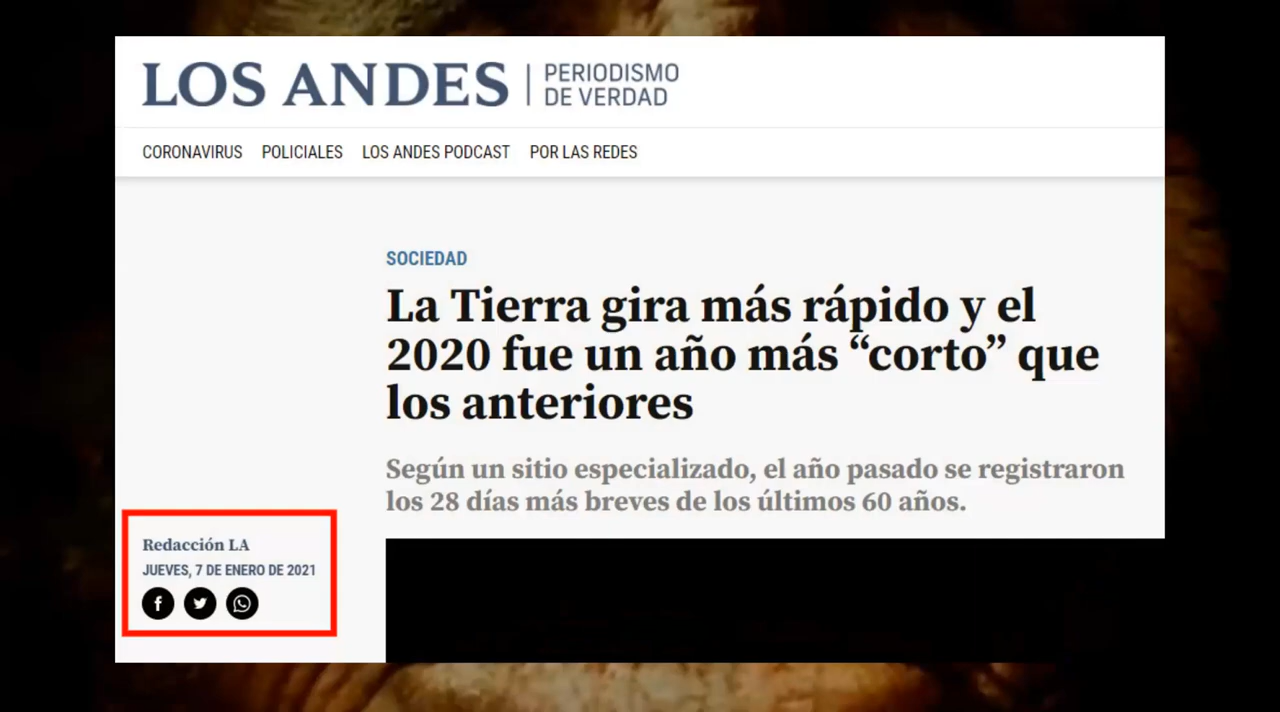 LOS ANDES
PERIODISMO
DE VERDAD
CORONAVIRUS POLICIALES LOS ANDES PODCAST POR LAS REDES
SOCIEDAD
La Tierra gira más rápido y el
2020 fue un año más “corto” que
los anteriores
Según un sitio especializado, el año pasado se registraron
los 28 días más breves de los últimos 60 años.
Redacción LA
JUEVES, 7 DE ENERO DE 2021